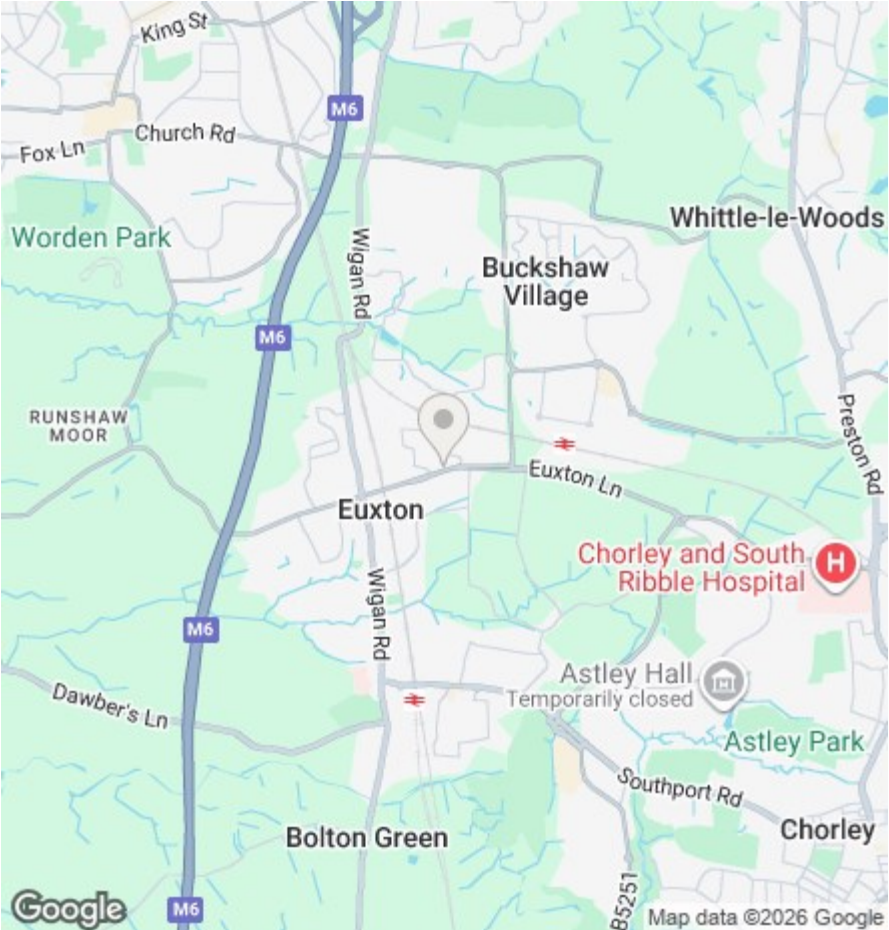 King St
M6
Church Rd
Fox Ln
Worden Park
Wigan Rd
Whittle-le-Woods
Buckshaw
Village
M6
RUNSHAW
MOOR
Preston Rd
Euxton Ln
Euxton
Chorley and South
Ribble Hospital
H
Wigan Rd
M6
Astley Hall
Temporarily closed
Dawber's Ln
Astley Park
Southport Rd
Bolton Green
Chorley
B5251
Google
M6
Map data ©2026 Google